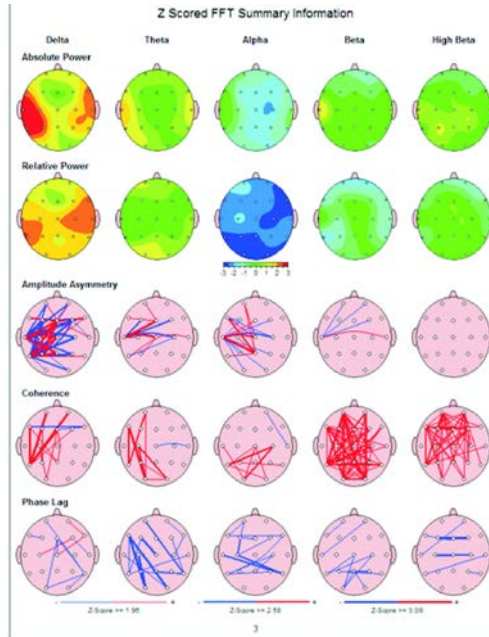 Z Scored FFT Summary Information
Delta Theta Alpha Beta High Beta
Absolute Power
Relative Power
-3 -2 -1 0 1 2 3
Amplitude Asymmetry
Coherence
Phase Lag
- + - + - +
Z-Score >= 1.96 Z-Score >= 2.58 Z-Score >= 3.09
3